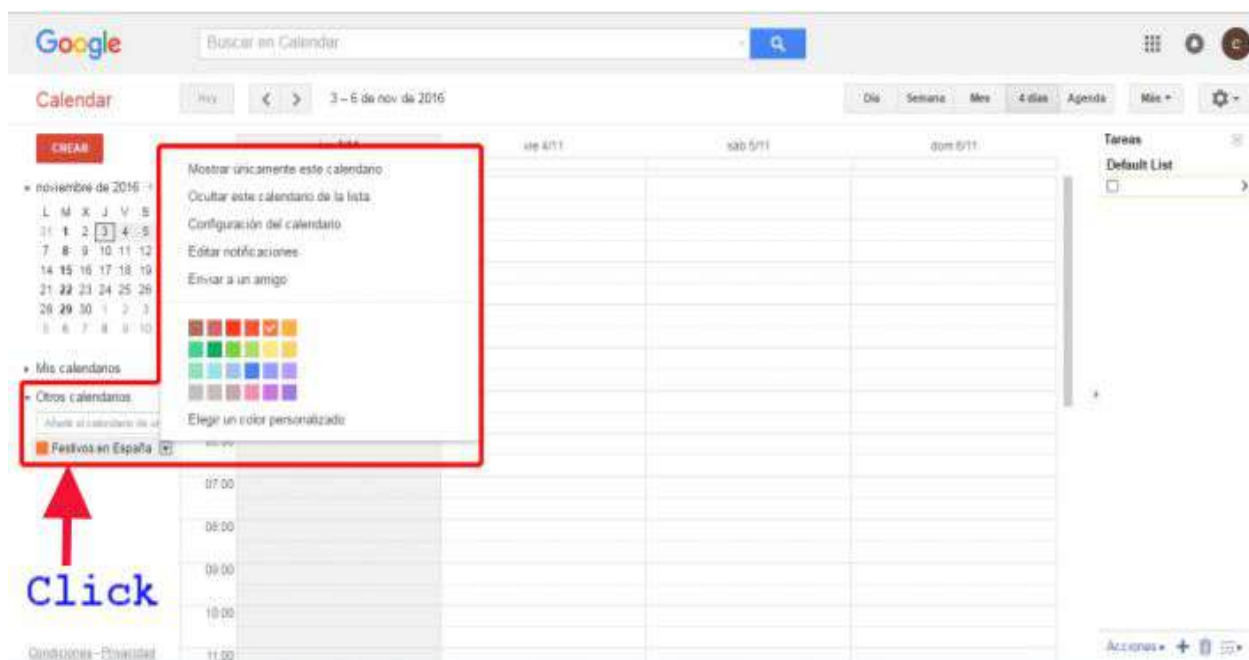 Google
Buscar en Calendar
c
Calendar
Hoy
3 – 6 de nov de 2016
Día Semana Mes 4 días Agenda Más
CREAR
vie 4/11 sáb 5/11 dom 6/11
Tareas
Default List
noviembre de 2016
L M X J V S
31 1 2 3 4 5
7 8 9 10 11 12
14 15 16 17 18 19
21 22 23 24 25 26
28 29 30 1 2 3
5 6 7 8 9 10
Mostrar únicamente este calendario
Ocultar este calendario de la lista
Configuración del calendario
Editar notificaciones
Enviar a un amigo
Elegir un color personalizado
Mis calendarios
Otros calendarios
Añade el calendario de
Festivos en España
07:00
08:00
09:00
10:00
11:00
Click
Condiciones - Privacidad
Acciones